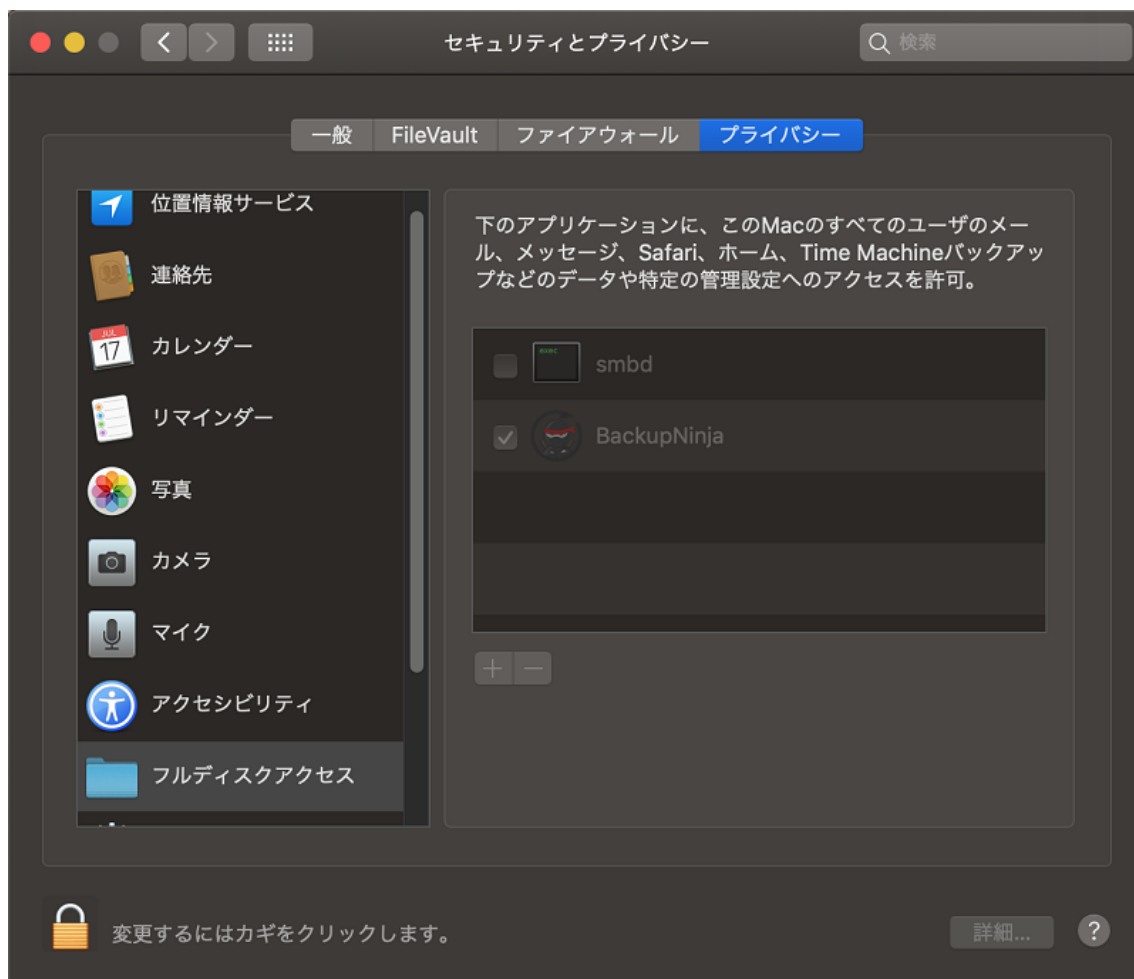 セキュリティとプライバシー
検索
一般
FileVault
ファイアウォール
プライバシー
位置情報サービス
連絡先
JUL
17
カレンダー
リマインダー
写真
カメラ
マイク
アクセシビリティ
フルディスクアクセス
下のアプリケーションに、このMacのすべてのユーザのメー
ル、メッセージ、Safari、ホーム、Time Machineバックアッ
プなどのデータや特定の管理設定へのアクセスを許可。
exec
smbd
BackupNinja
変更するにはカギをクリックします。
詳細...
?